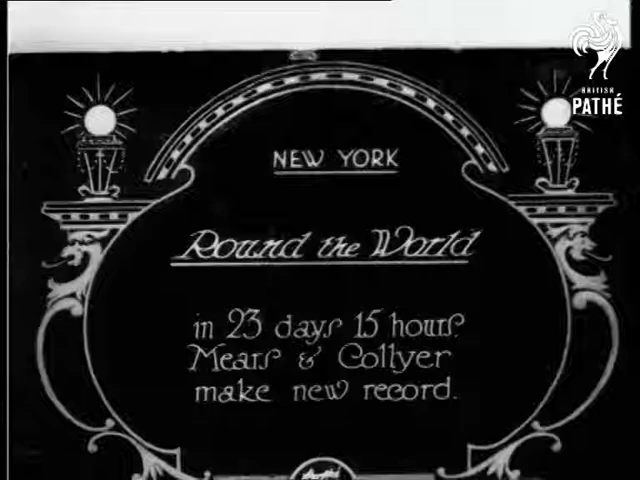 BRITISH
PATHÉ
NEW YORK
Round the World
in 23 days 15 hours.
Mears & Collyer
make new record.